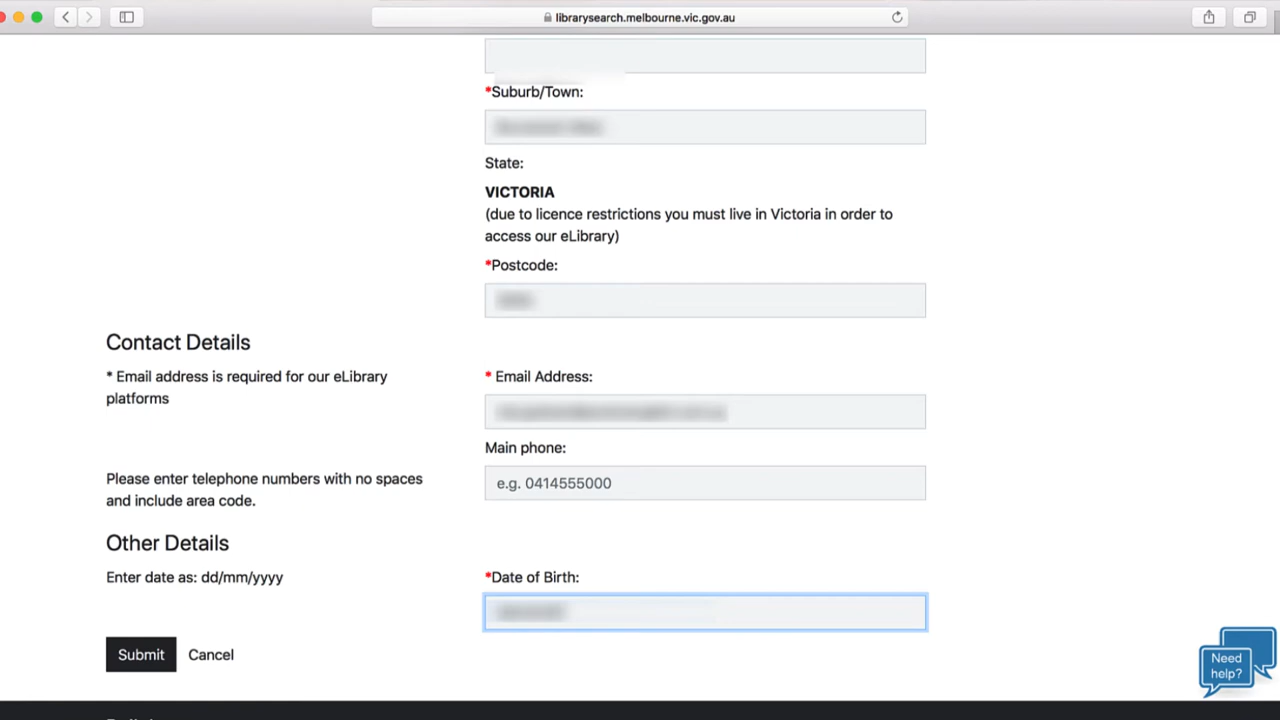 librarysearch.melbourne.vic.gov.au
*Suburb/Town:
State:
VICTORIA
(due to licence restrictions you must live in Victoria in order to
access our eLibrary)
*Postcode:
Contact Details
* Email address is required for our eLibrary
platforms
* Email Address:
Main phone:
Please enter telephone numbers with no spaces
and include area code.
e.g. 0414555000
Other Details
Enter date as: dd/mm/yyyy
*Date of Birth:
Submit
Cancel
Need
help?